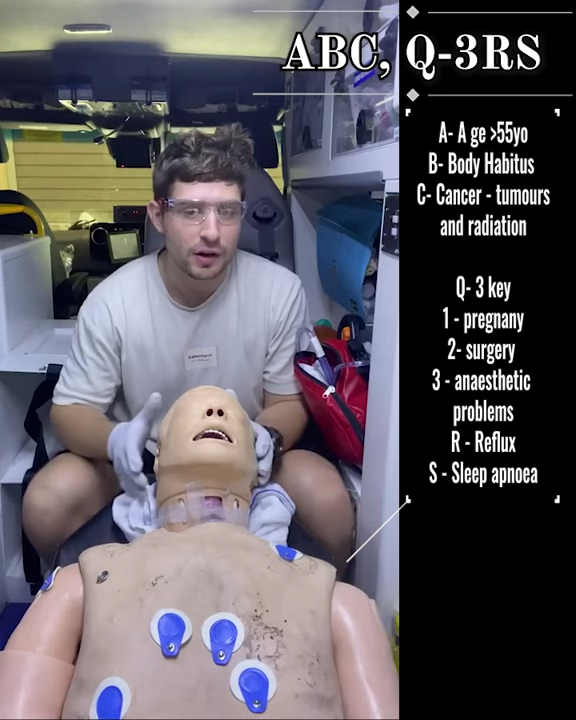 ABC, Q-3RS
A- A ge >55yo
B- Body Habitus
C- Cancer - tumours
and radiation
Q- 3 key
1 - pregnany
2- surgery
3 - anaesthetic
problems
R - Reflux
S - Sleep apnoea